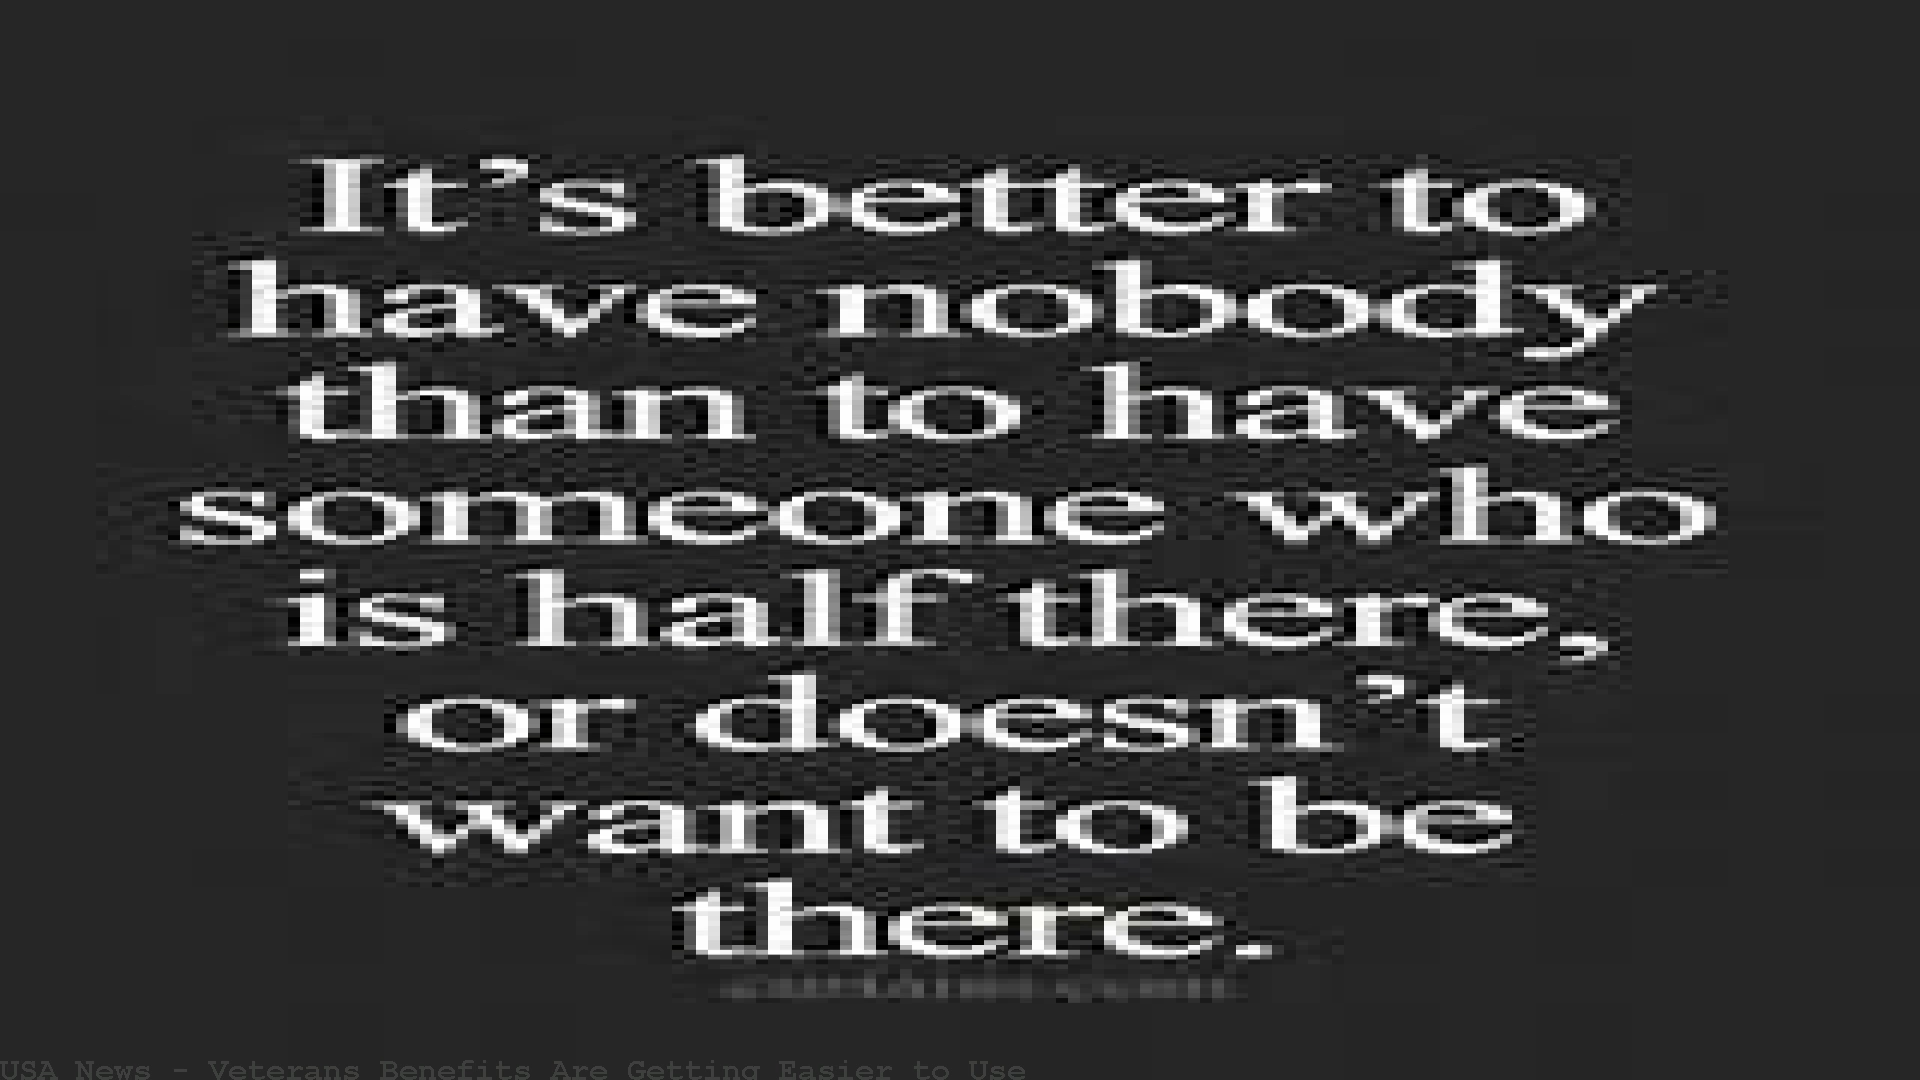 It’s better to
have nobody
than to have
someone who
is half there,
or doesn’t
want to be
there.
USA News - Veterans Benefits Are Getting Easier to Use